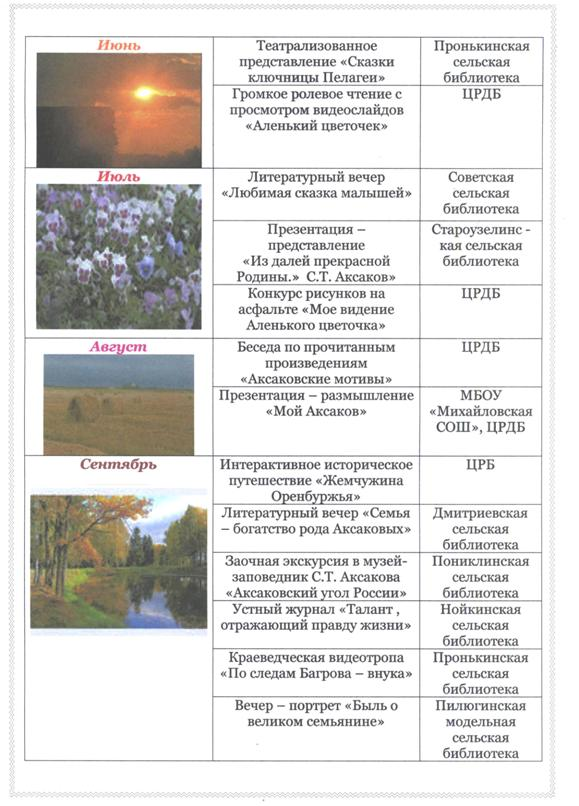 Июнь
Театрализованное
представление «Сказки
ключницы Пелагеи»
Пронькинская
сельская
библиотека
Громкое ролевое чтение с
просмотром видеослайдов
«Аленький цветочек»
ЦРДБ
Июль
Литературный вечер
«Любимая сказка малышей»
Советская
сельская
библиотека
Презентация –
представление
«Из далей прекрасной
Родины.» С.Т. Аксаков»
Староузелинс -
кая сельская
библиотека
Конкурс рисунков на
асфальте «Мое видение
Аленького цветочка»
ЦРДБ
Август
Беседа по прочитанным
произведениям
«Аксаковские мотивы»
ЦРДБ
Презентация – размышление
«Мой Аксаков»
МБОУ
«Михайловская
СОШ», ЦРДБ
Сентябрь
Интерактивное историческое
путешествие «Жемчужина
Оренбуржья»
ЦРБ
Литературный вечер «Семья
– богатство рода Аксаковых»
Дмитриевская
сельская
библиотека
Заочная экскурсия в музей-
заповедник С.Т. Аксакова
«Аксаковский угол России»
Пониклинская
сельская
библиотека
Устный журнал «Талант ,
отражающий правду жизни»
Нойкинская
сельская
библиотека
Краеведческая видеотропа
«По следам Багрова – внука»
Пронькинская
сельская
библиотека
Вечер – портрет «Быль о
великом семьянине»
Пилюгинская
модельная
сельская
библиотека